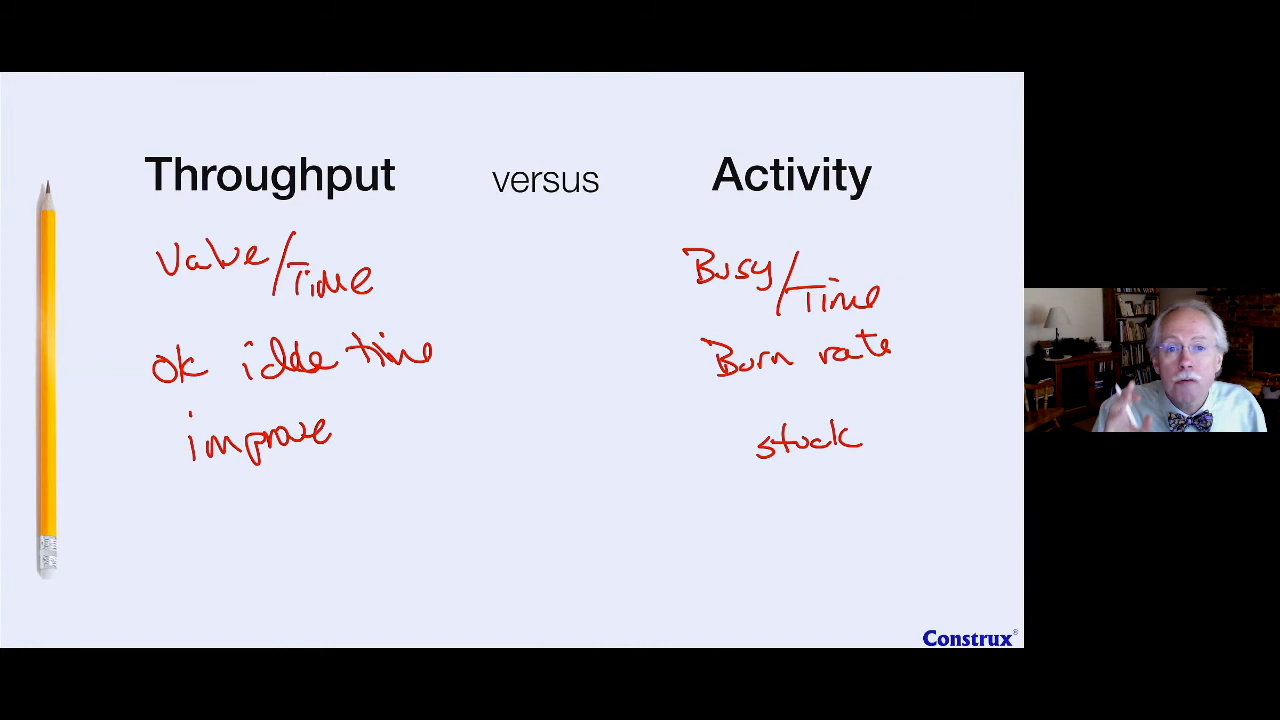 Throughput versus Activity
Value/Time
Busy/Time
ok idle time
Burn rate
improve
stuck
Construx®